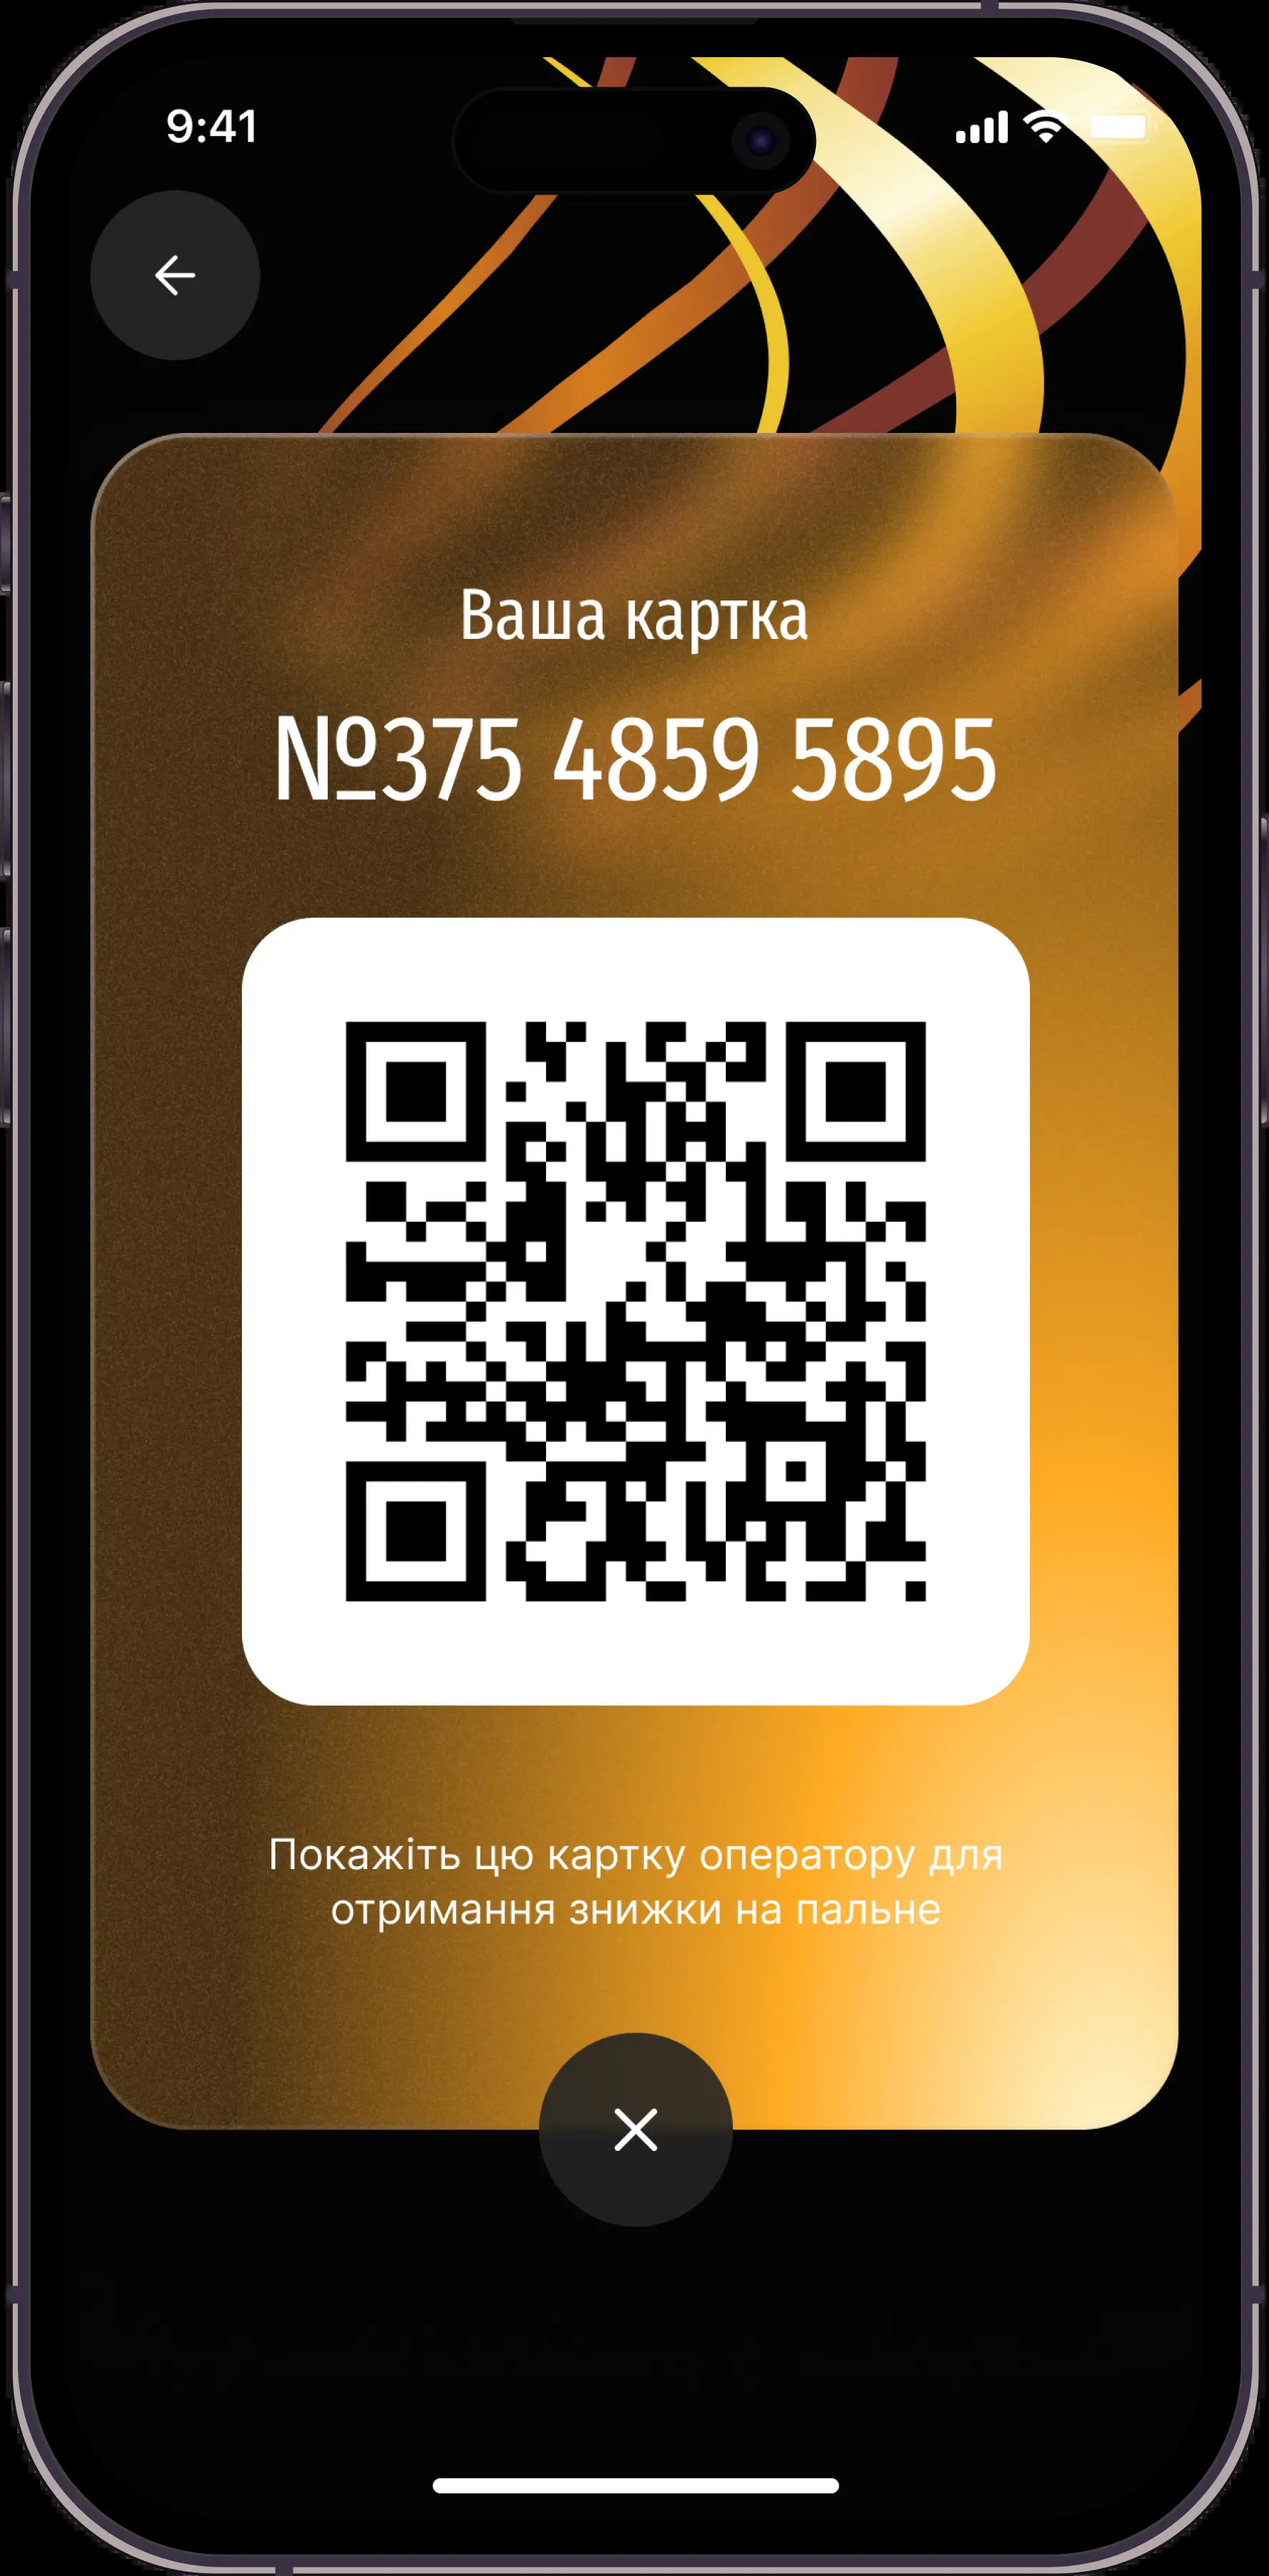 9:41
Ваша картка
№375 4859 5895
Покажіть цю картку оператору для
отримання знижки на пальне